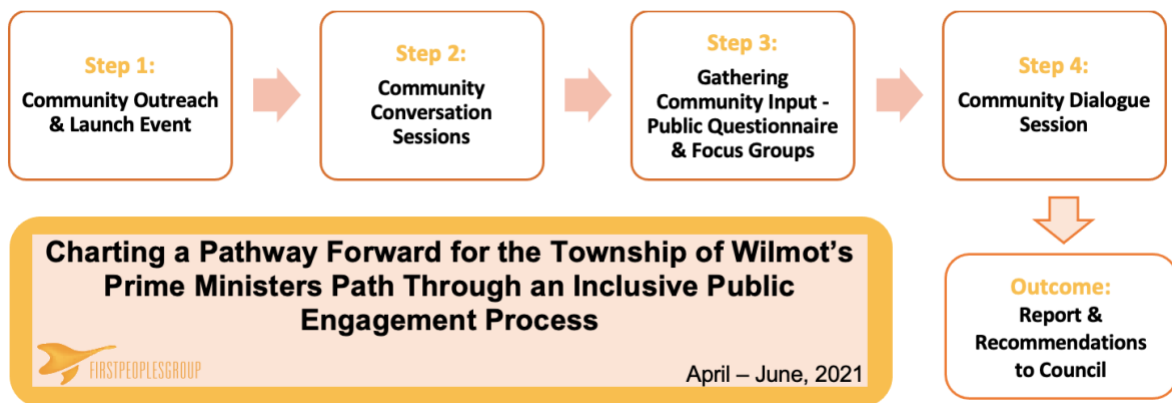 Step 1:
Community Outreach
& Launch Event
Step 2:
Community
Conversation
Sessions
Step 3:
Gathering
Community Input -
Public Questionnaire
& Focus Groups
Step 4:
Community Dialogue
Session
Outcome:
Report &
Recommendations
to Council
Charting a Pathway Forward for the Township of Wilmot’s
Prime Ministers Path Through an Inclusive Public
Engagement Process
FIRSTPEOPLESGROUP
April – June, 2021